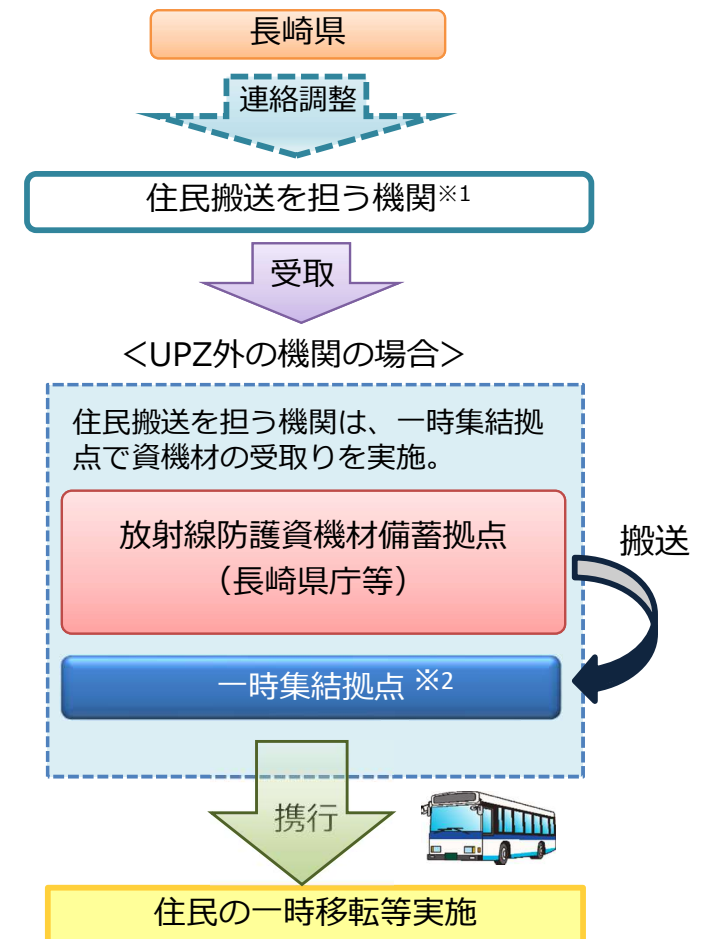 長崎県
連絡調整
住民搬送を担う機関※1
受取
＜UPZ外の機関の場合＞
住民搬送を担う機関は、一時集結拠
点で資機材の受取りを実施。
放射線防護資機材備蓄拠点
（長崎県庁等）
搬送
一時集結拠点 ※2
携行
住民の一時移転等実施